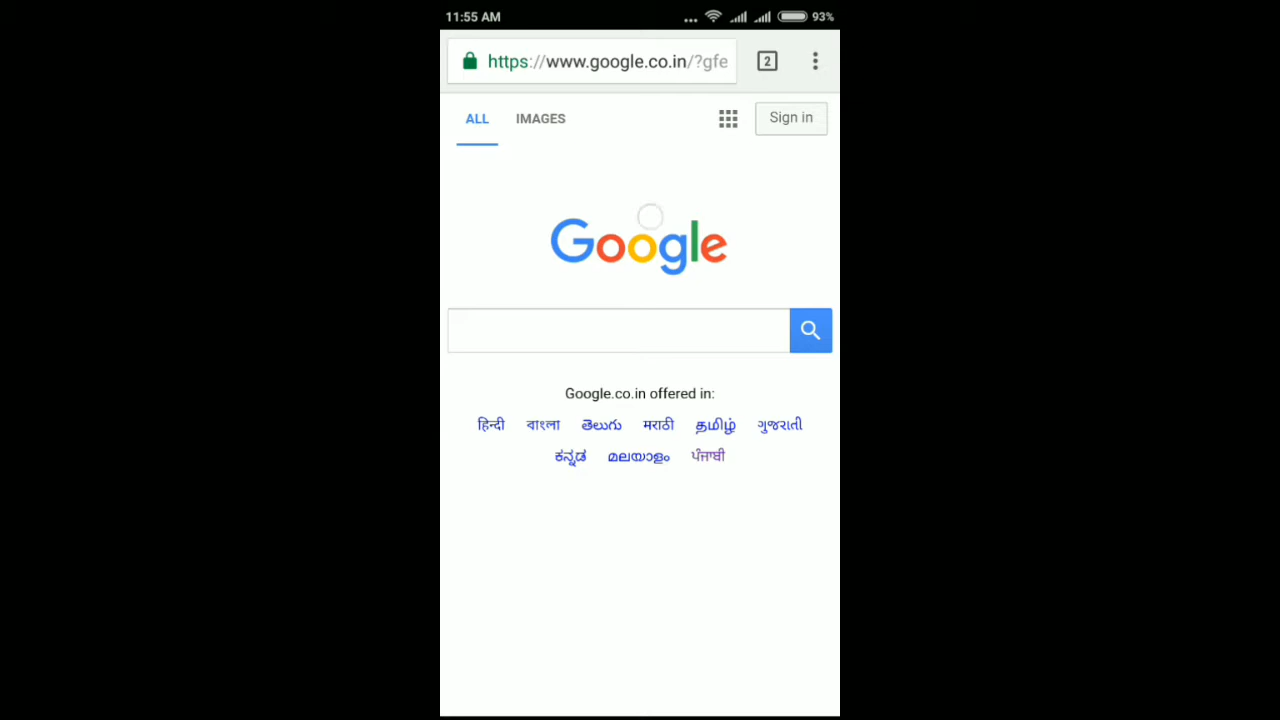 11:55 AM ... 93%
https://www.google.co.in/?gfe 2
ALL IMAGES Sign in
Google
Google.co.in offered in:
हिन्दी বাংলা తెలుగు मराठी தமிழ் ગુજરાતી
ಕನ್ನಡ മലയാളം ਪੰਜਾਬੀ